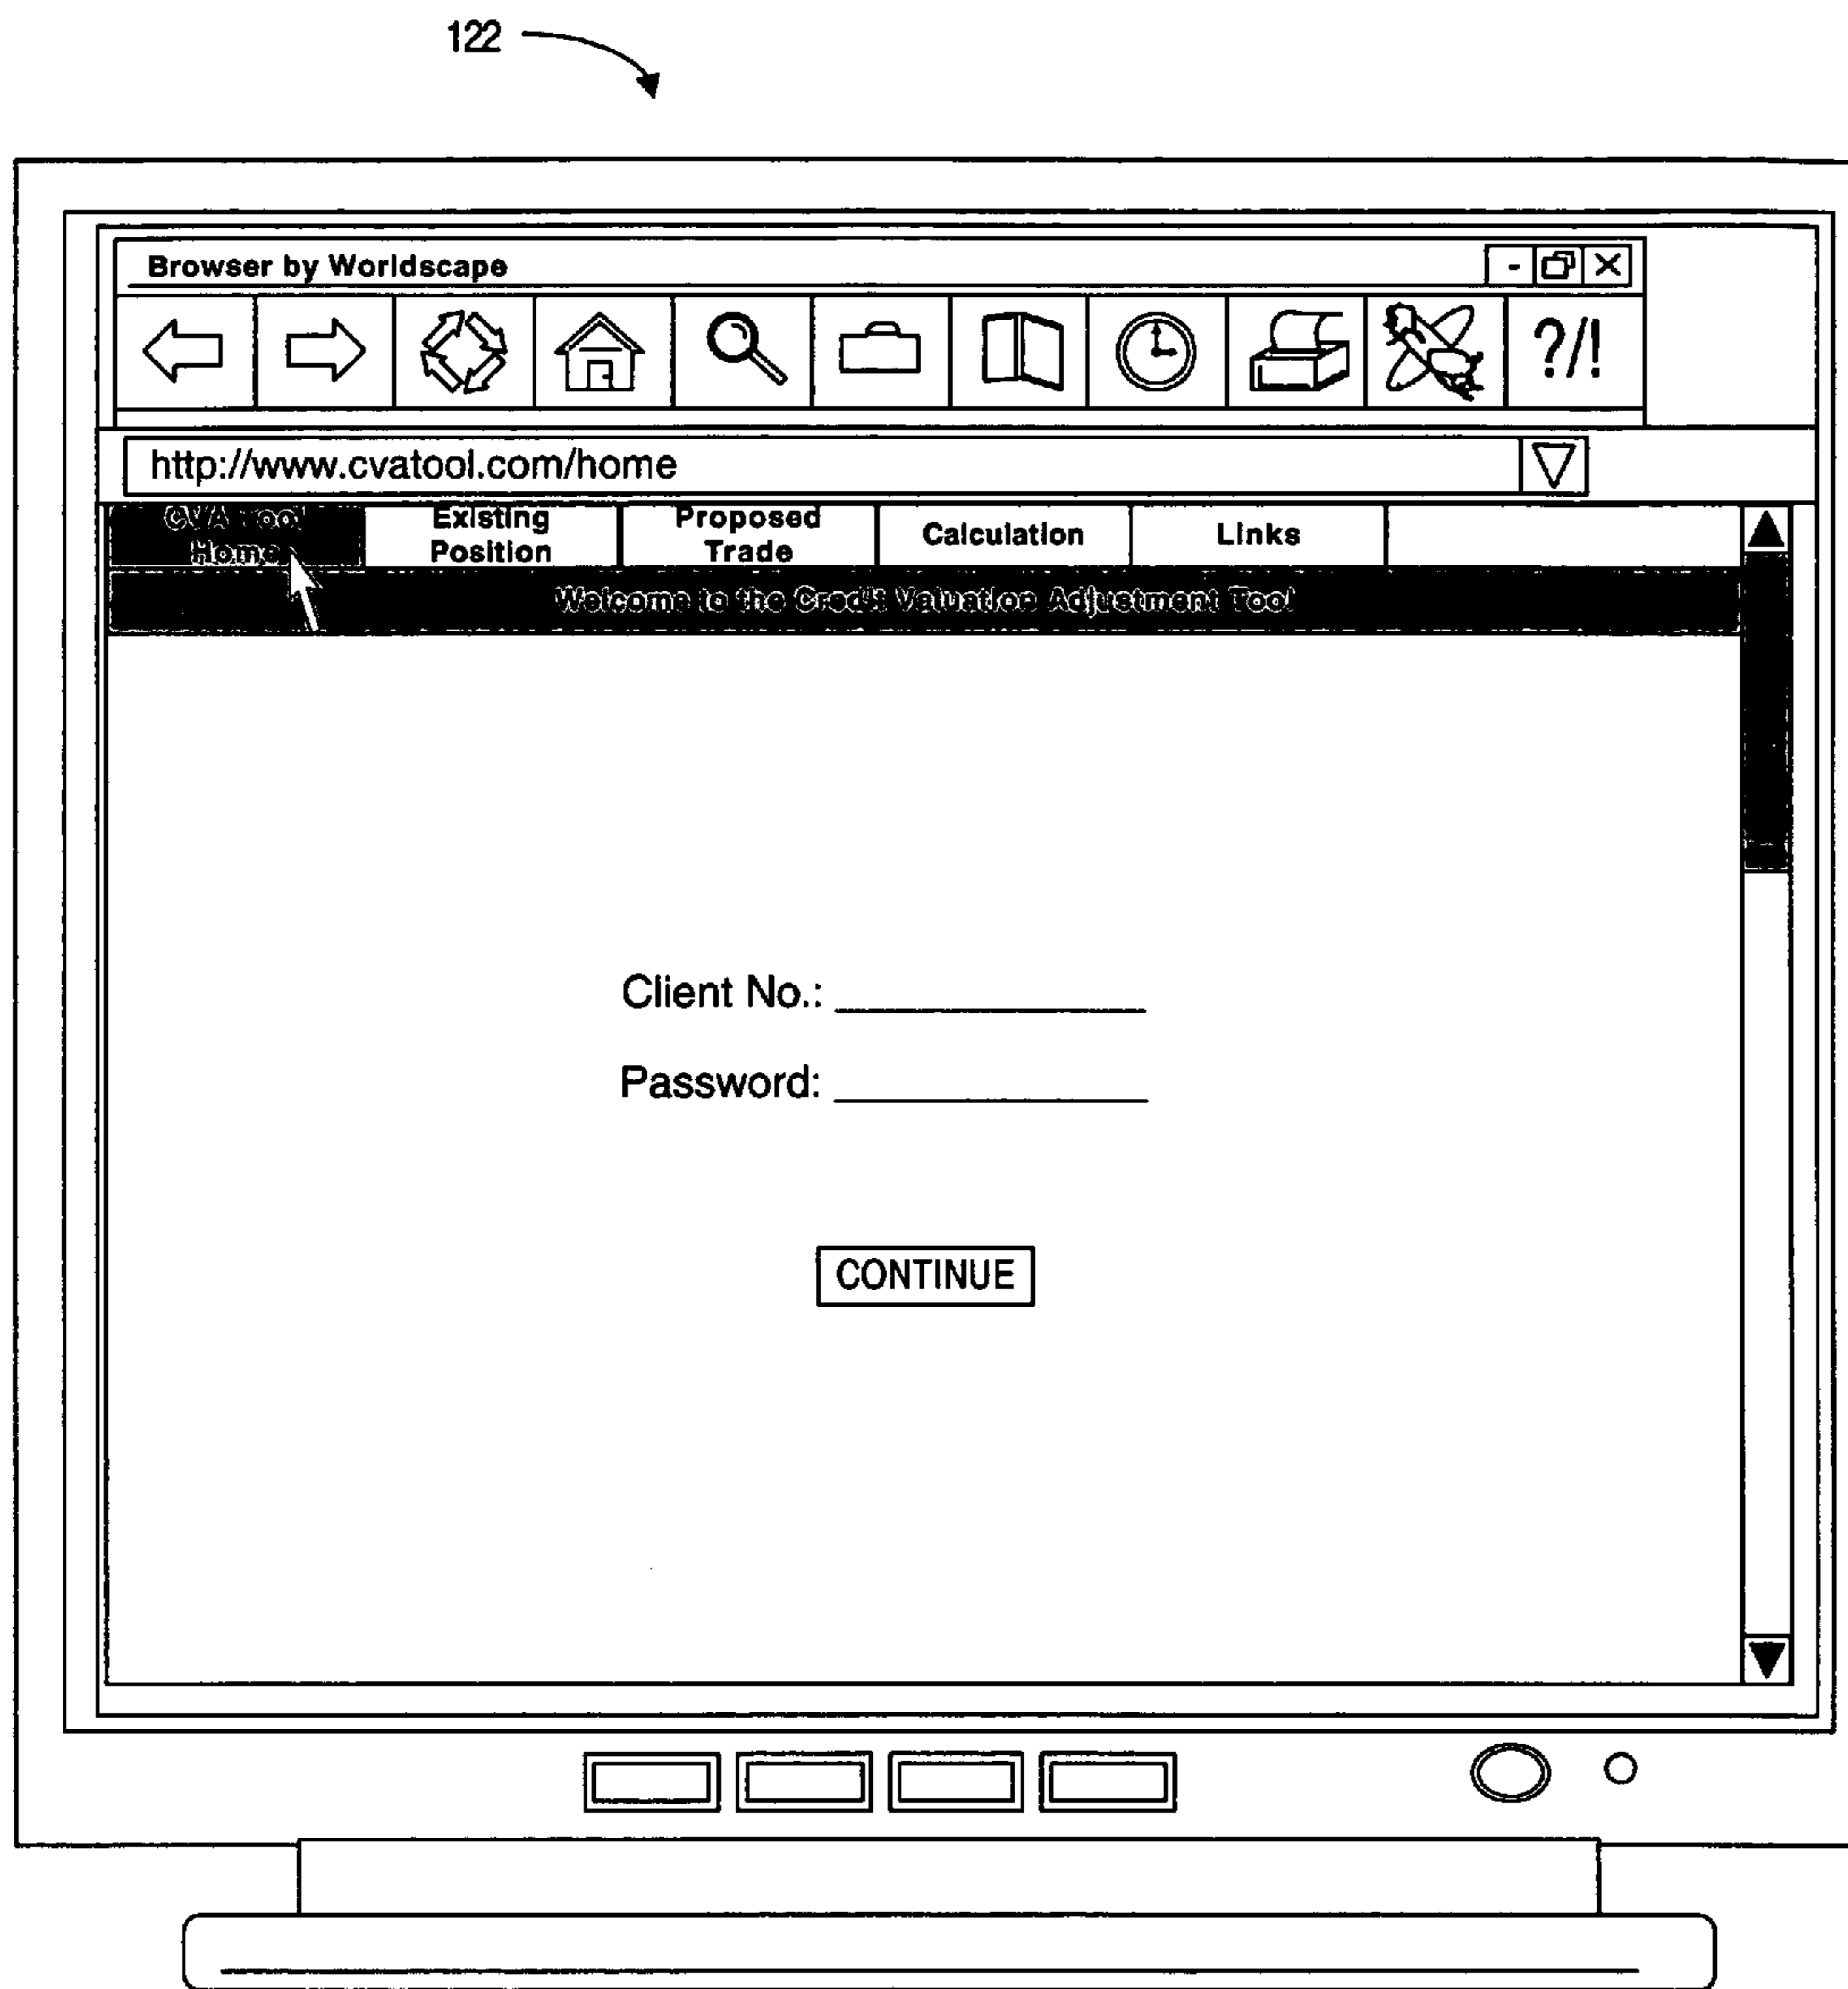 122
Browser by Worldscape
?/!
http://www.cvatool.com/home
CVA Tool Home
Existing Position
Proposed Trade
Calculation
Links
Welcome to the Credit Valuation Adjustment Tool
Client No.:
Password:
CONTINUE